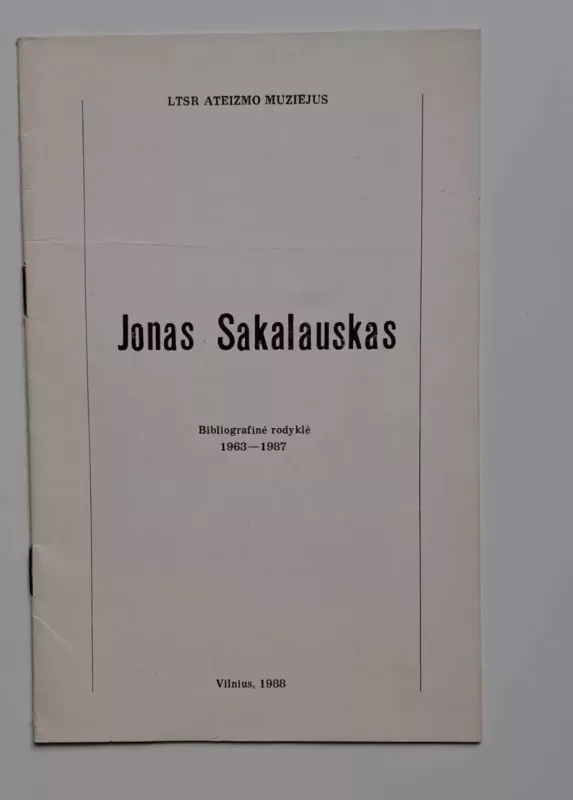 LTSR ATEIZMO MUZIEJUS
Jonas Sakalauskas
Bibliografinė rodyklė
1963—1987
Vilnius, 1988